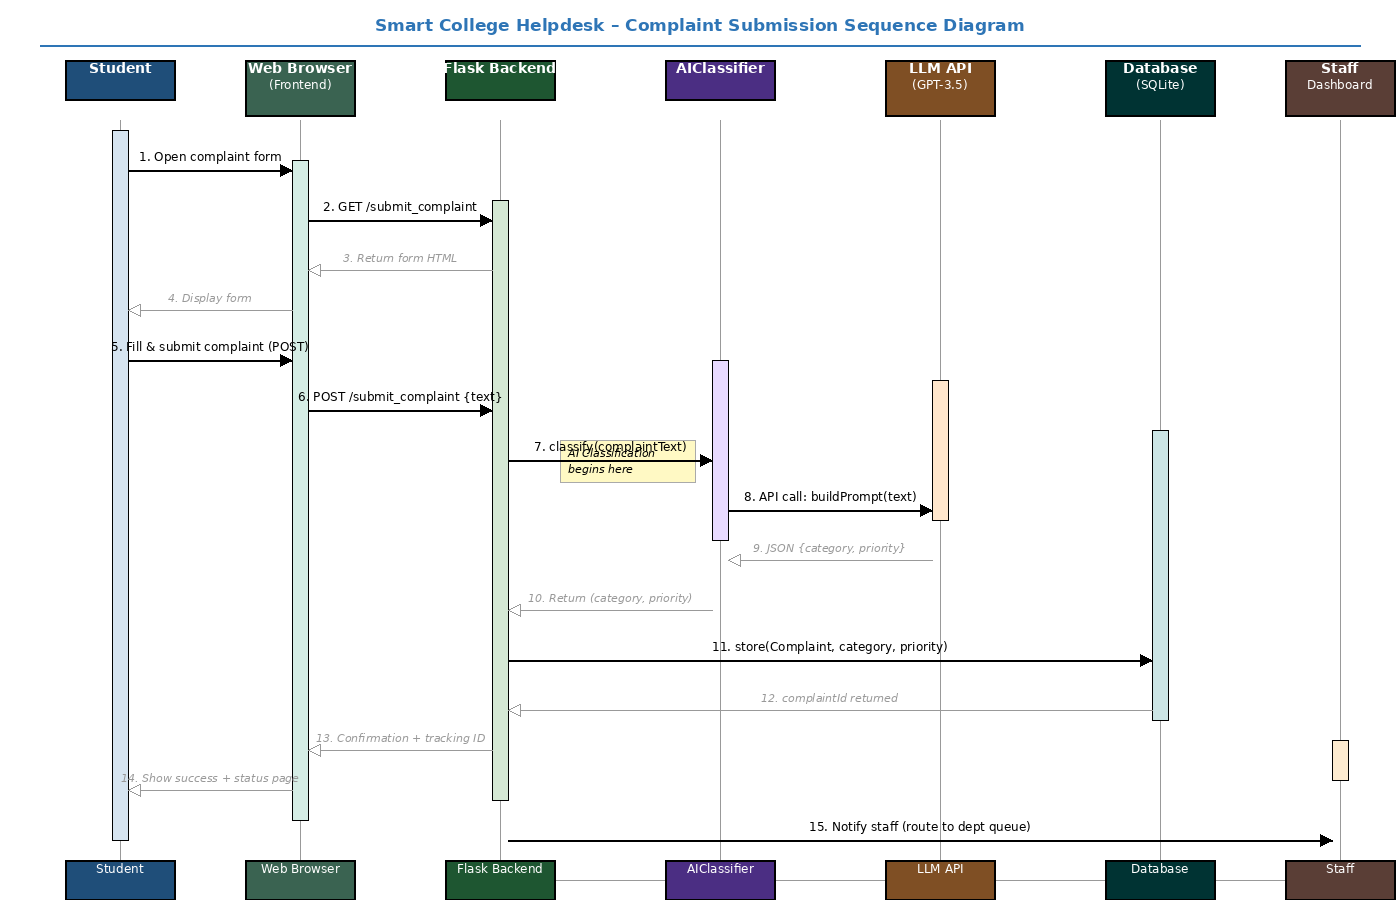 Smart College Helpdesk – Complaint Submission Sequence Diagram
Student
Web Browser
(Frontend)
Flask Backend
AIClassifier
LLM API
(GPT-3.5)
Database
(SQLite)
Staff
Dashboard
1. Open complaint form
2. GET /submit_complaint
3. Return form HTML
4. Display form
5. Fill & submit complaint (POST)
6. POST /submit_complaint {text}
7. classify(complaintText)
AI Classification
begins here
8. API call: buildPrompt(text)
9. JSON {category, priority}
10. Return (category, priority)
11. store(Complaint, category, priority)
12. complaintId returned
13. Confirmation + tracking ID
14. Show success + status page
15. Notify staff (route to dept queue)
Student
Web Browser
Flask Backend
AIClassifier
LLM API
Database
Staff